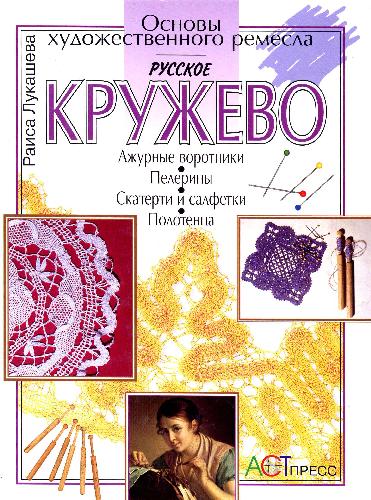 Основы
художественного ремесла
Раиса Лукашева
РУССКОЕ
КРУЖЕВО
Ажурные воротники
Пелерины
Скатерти и салфетки
Полотенца
АСТ ПРЕСС